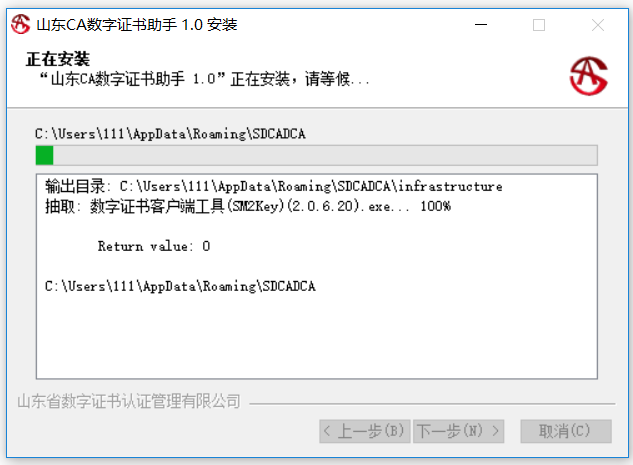 山东CA数字证书助手 1.0 安装
正在安装
“山东CA数字证书助手 1.0”正在安装，请等候...
C:\Users\111\AppData\Roaming\SDCADCA
输出目录: C:\Users\111\AppData\Roaming\SDCADCA\infrastructure
抽取: 数字证书客户端工具(SM2Key)(2.0.6.20).exe... 100%
Return value: 0
C:\Users\111\AppData\Roaming\SDCADCA
山东省数字证书认证管理有限公司
< 上一步(B) 下一步(N) > 取消(C)